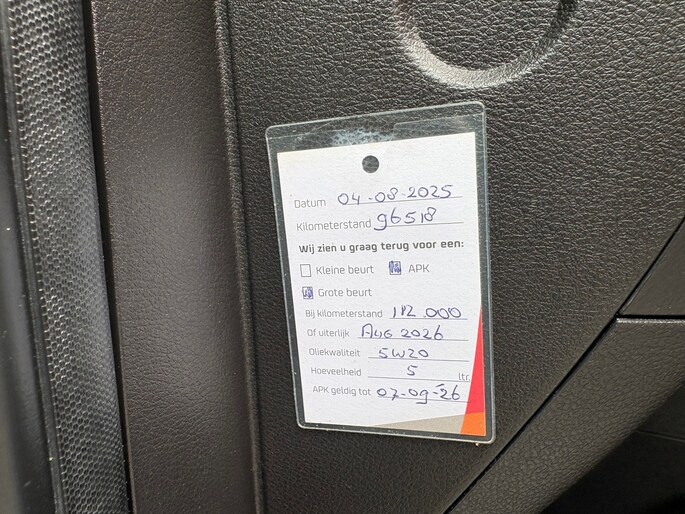 Datum 04-08-2025
Kilometerstand 96518
Wij zien u graag terug voor een:
Kleine beurt APK
Grote beurt
Bij kilometerstand 112.000
Of uiterlijk Aug 2026
Oliekwaliteit 5W20
Hoeveelheid 5 ltr.
APK geldig tot 07-09-26